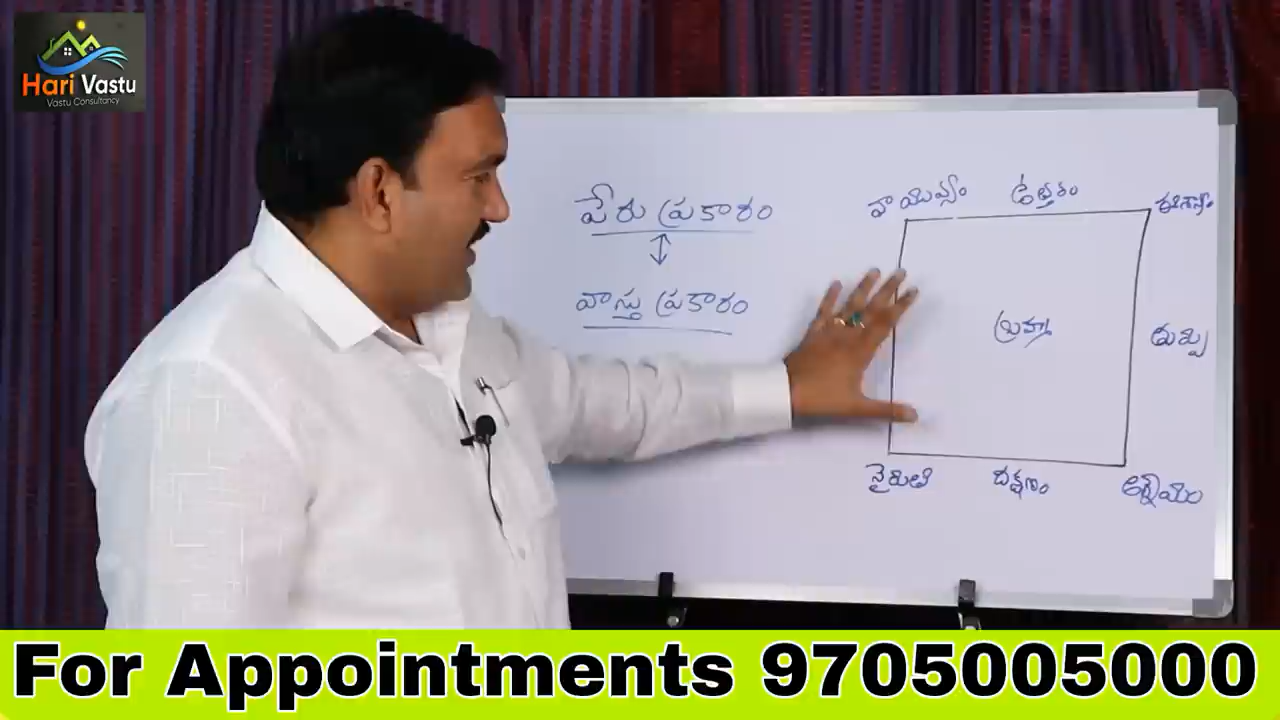 Hari Vastu
Vastu Consultancy
పేరు ప్రకారం
వాస్తు ప్రకారం
వాయువ్యం ఉత్తరం ఈశాన్యం
బ్రహ్మ
తూర్పు
నైరుతి దక్షిణం ఆగ్నేయం
For Appointments 9705005000